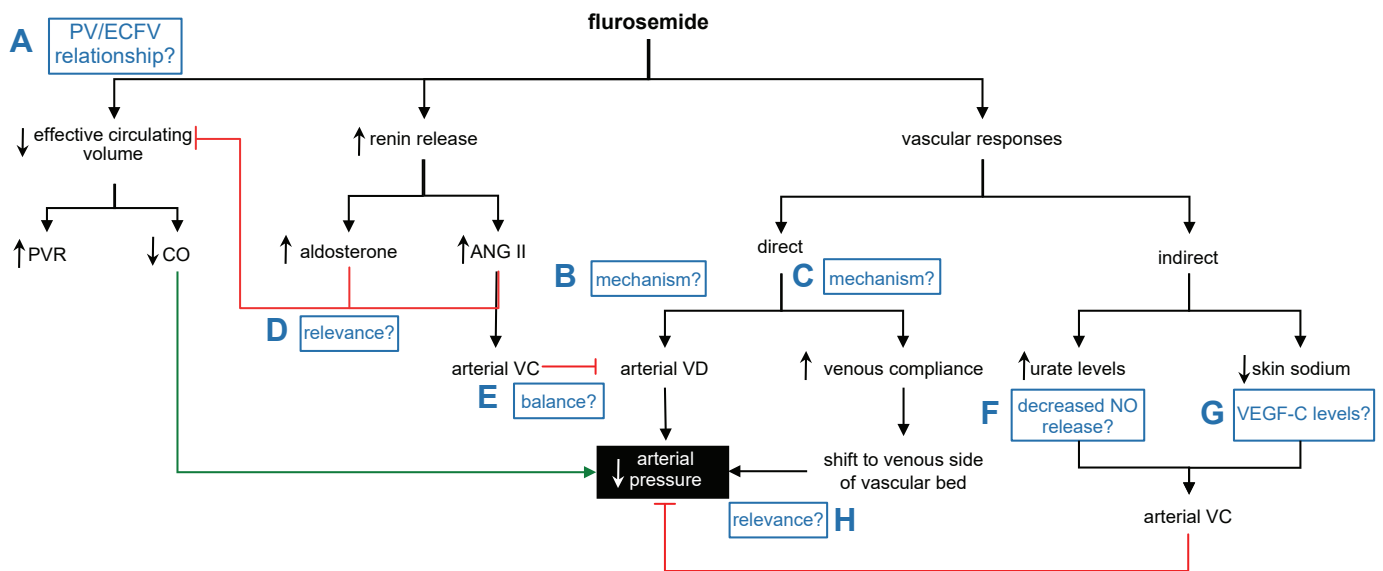 flurosemide
A
PV/ECFV
relationship?
effective circulating
volume
renin release
vascular responses
PVR
CO
aldosterone
ANG II
direct
indirect
B
mechanism?
C
mechanism?
D
relevance?
arterial VC
arterial VD
venous compliance
urate levels
skin sodium
E
balance?
F
decreased NO
release?
G
VEGF-C levels?
arterial
pressure
shift to venous side
of vascular bed
relevance?
H
arterial VC